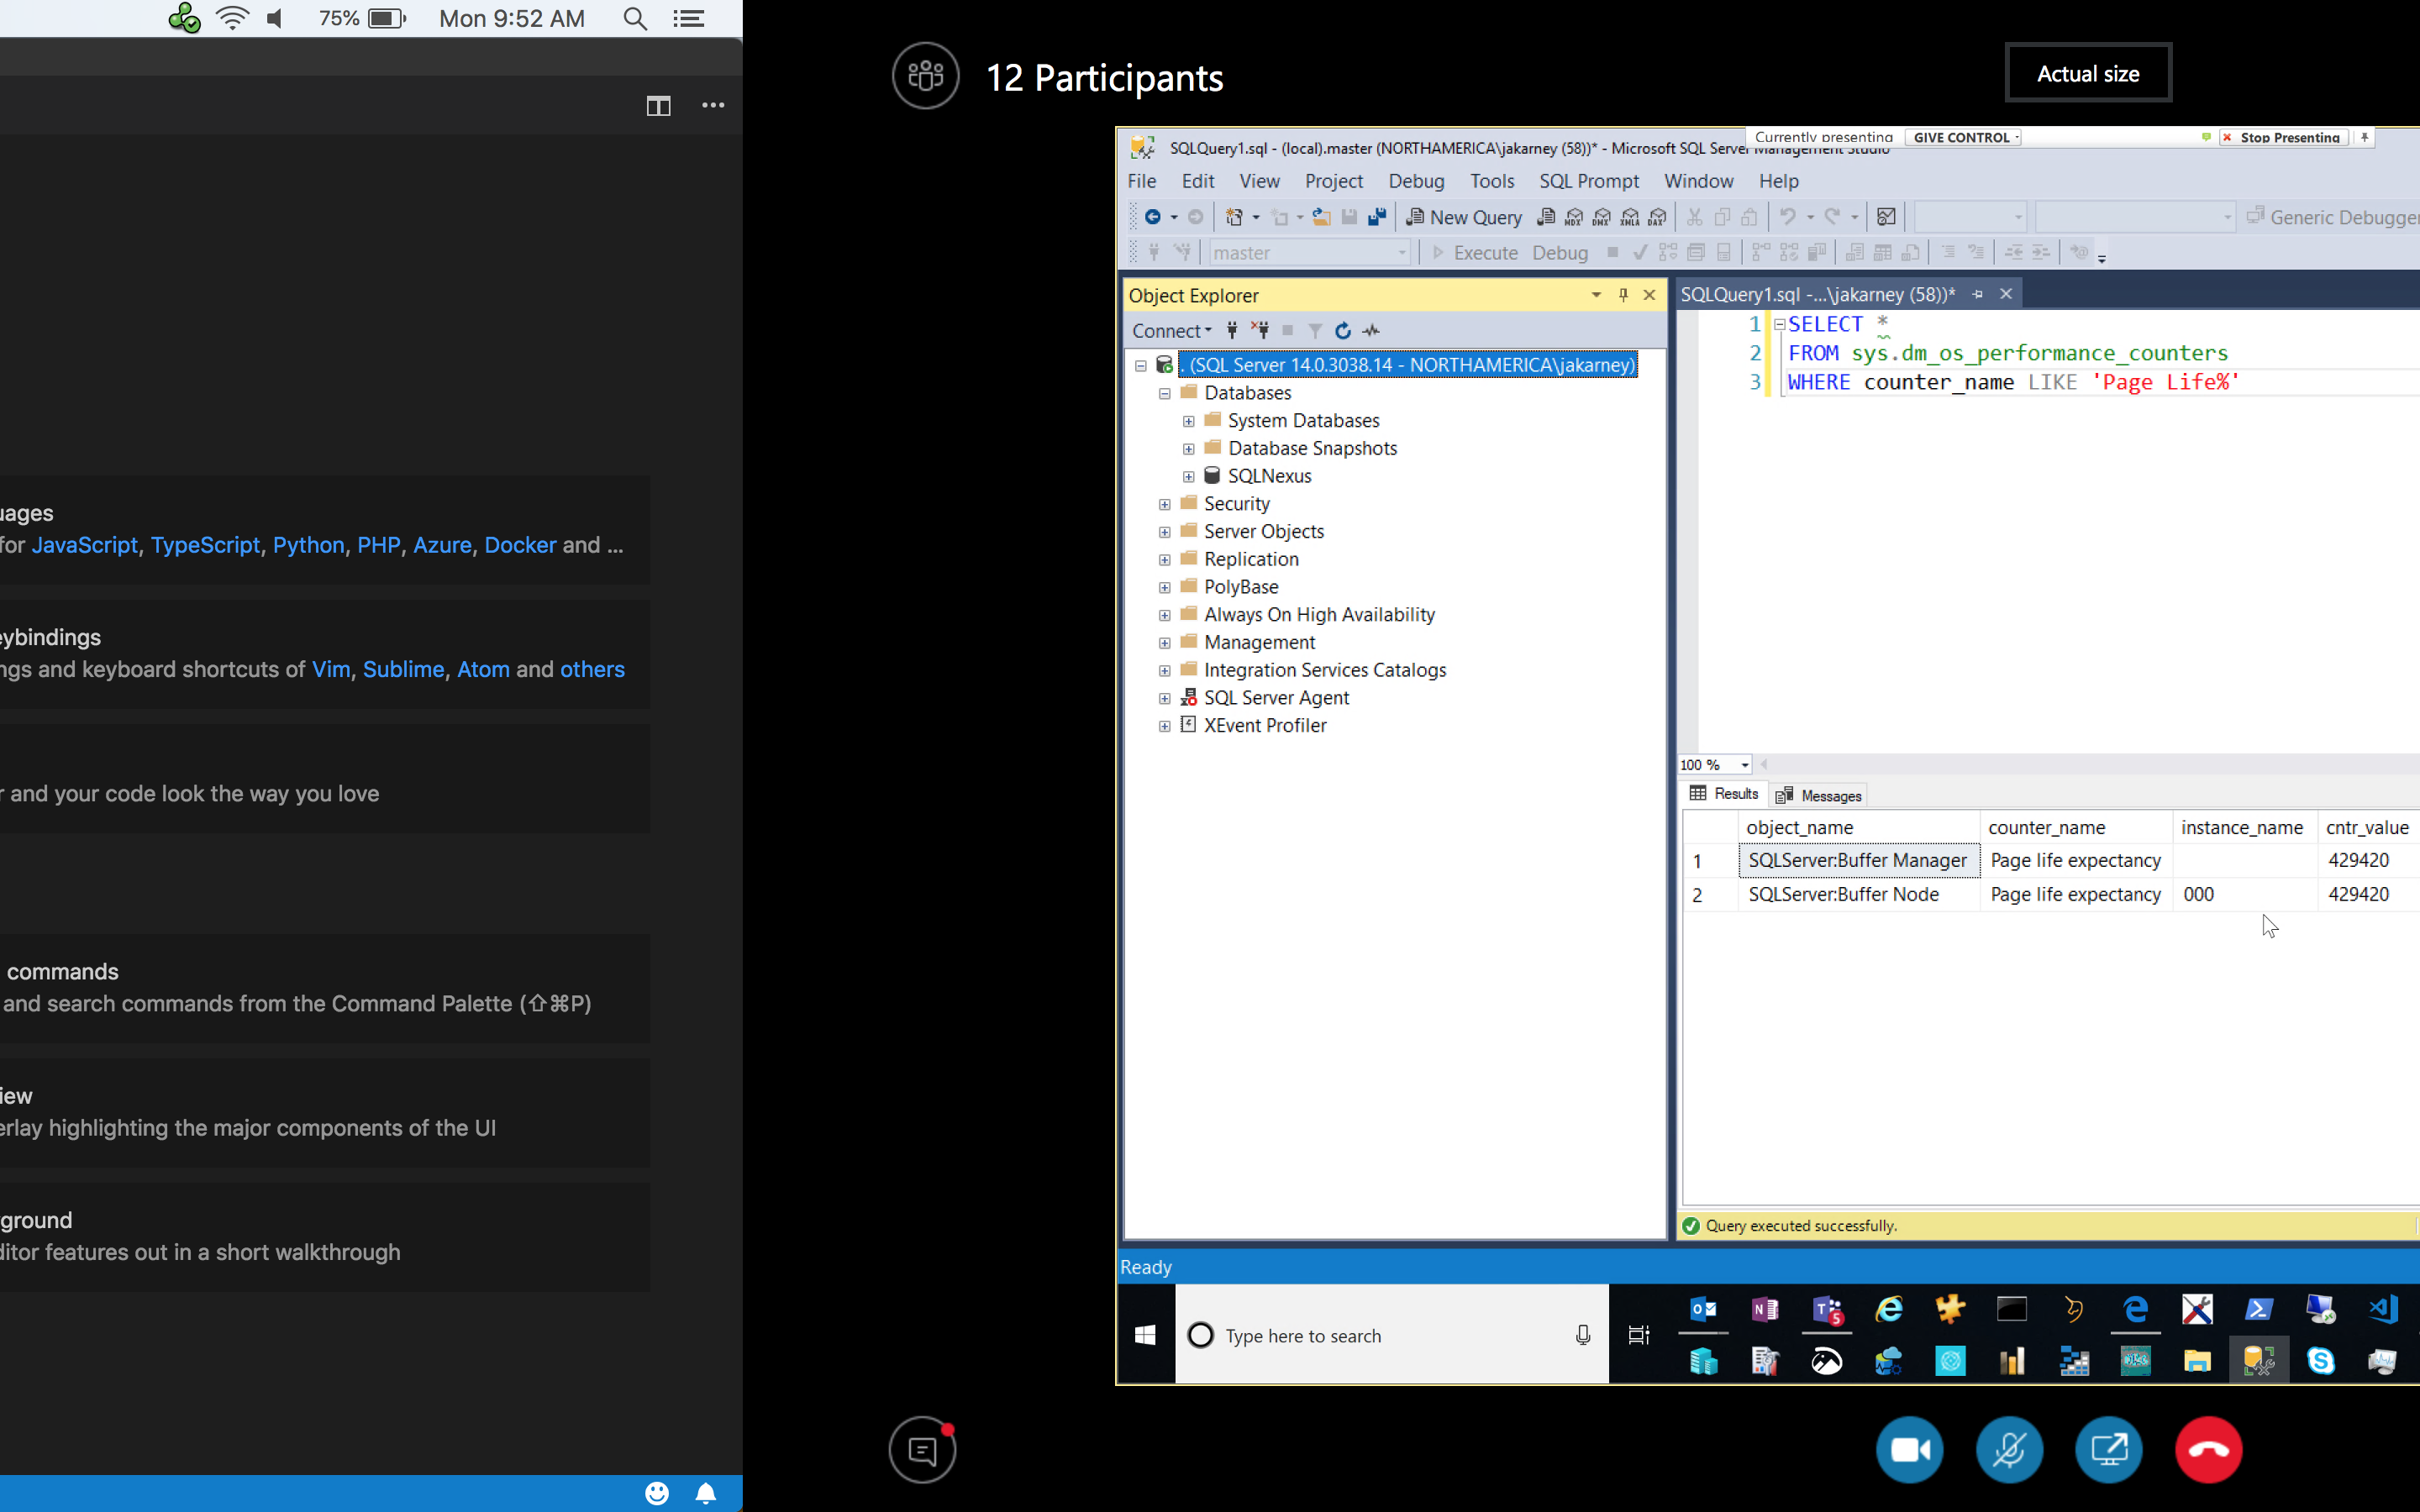 75%
Mon 9:52 AM
uages
for JavaScript, TypeScript, Python, PHP, Azure, Docker and ...
eybindings
ngs and keyboard shortcuts of Vim, Sublime, Atom and others
r and your code look the way you love
commands
and search commands from the Command Palette (⇧⌘P)
iew
erlay highlighting the major components of the UI
ground
ditor features out in a short walkthrough
12 Participants
Actual size
SQLQuery1.sql - (local).master (NORTHAMERICA\jakarney (58))* - Microsoft SQL Server Management Studio
Currently presenting
GIVE CONTROL
Stop Presenting
File Edit View Project Debug Tools SQL Prompt Window Help
New Query
MDX DMX XMLA DAX
Generic Debugger
master
Execute Debug
Object Explorer
Connect
. (SQL Server 14.0.3038.14 - NORTHAMERICA\jakarney)
Databases
System Databases
Database Snapshots
SQLNexus
Security
Server Objects
Replication
PolyBase
Always On High Availability
Management
Integration Services Catalogs
SQL Server Agent
XEvent Profiler
SQLQuery1.sql -...\jakarney (58))*
1 SELECT *
2 FROM sys.dm_os_performance_counters
3 WHERE counter_name LIKE 'Page Life%'
100 %
Results Messages
object_name counter_name instance_name cntr_value
1 SQLServer:Buffer Manager Page life expectancy 429420
2 SQLServer:Buffer Node Page life expectancy 000 429420
Query executed successfully.
Ready
Type here to search